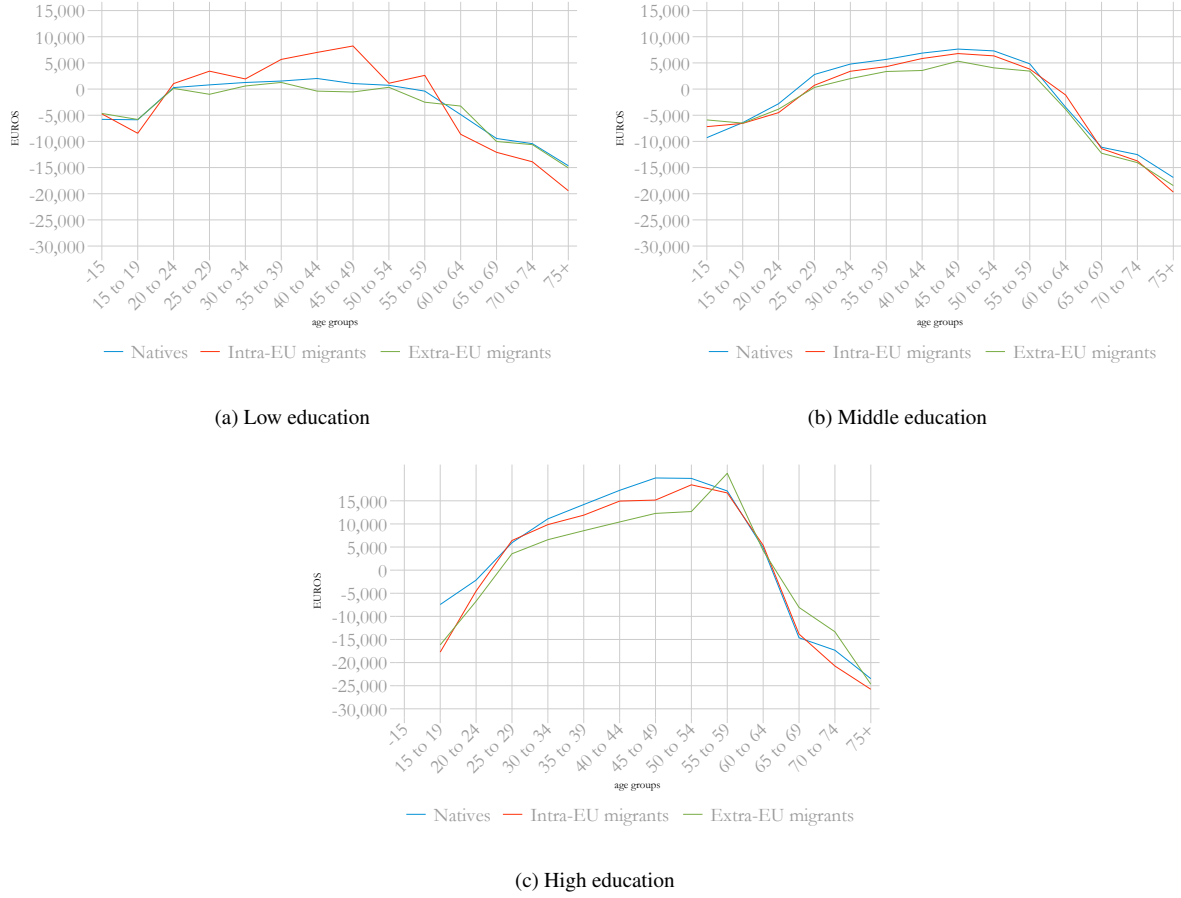 15,000
10,000
5,000
0
-5,000
-10,000
-15,000
-20,000
-25,000
-30,000
EUROS
-15
15 to 19
20 to 24
25 to 29
30 to 34
35 to 39
40 to 44
45 to 49
50 to 54
55 to 59
60 to 64
65 to 69
70 to 74
75+
age groups
Natives Intra-EU migrants Extra-EU migrants
(a) Low education
15,000
10,000
5,000
0
-5,000
-10,000
-15,000
-20,000
-25,000
-30,000
EUROS
-15
15 to 19
20 to 24
25 to 29
30 to 34
35 to 39
40 to 44
45 to 49
50 to 54
55 to 59
60 to 64
65 to 69
70 to 74
75+
age groups
Natives Intra-EU migrants Extra-EU migrants
(b) Middle education
15,000
10,000
5,000
0
-5,000
-10,000
-15,000
-20,000
-25,000
-30,000
EUROS
-15
15 to 19
20 to 24
25 to 29
30 to 34
35 to 39
40 to 44
45 to 49
50 to 54
55 to 59
60 to 64
65 to 69
70 to 74
75+
age groups
Natives Intra-EU migrants Extra-EU migrants
(c) High education